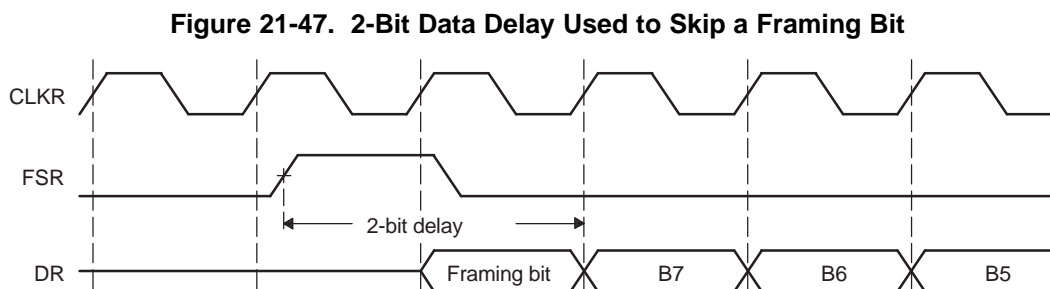 Figure 21-47. 2-Bit Data Delay Used to Skip a Framing Bit
CLKR
FSR
2-bit delay
DR
Framing bit
B7
B6
B5